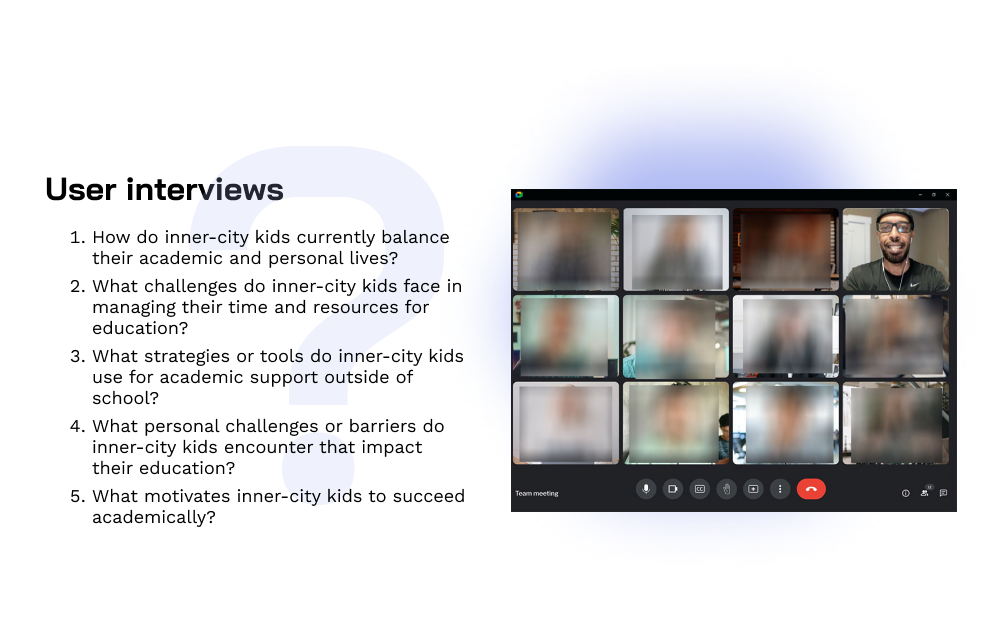 User interviews
1. How do inner-city kids currently balance
their academic and personal lives?
2. What challenges do inner-city kids face in
managing their time and resources for
education?
3. What strategies or tools do inner-city kids
use for academic support outside of
school?
4. What personal challenges or barriers do
inner-city kids encounter that impact
their education?
5. What motivates inner-city kids to succeed
academically?
?
Team meeting
CC